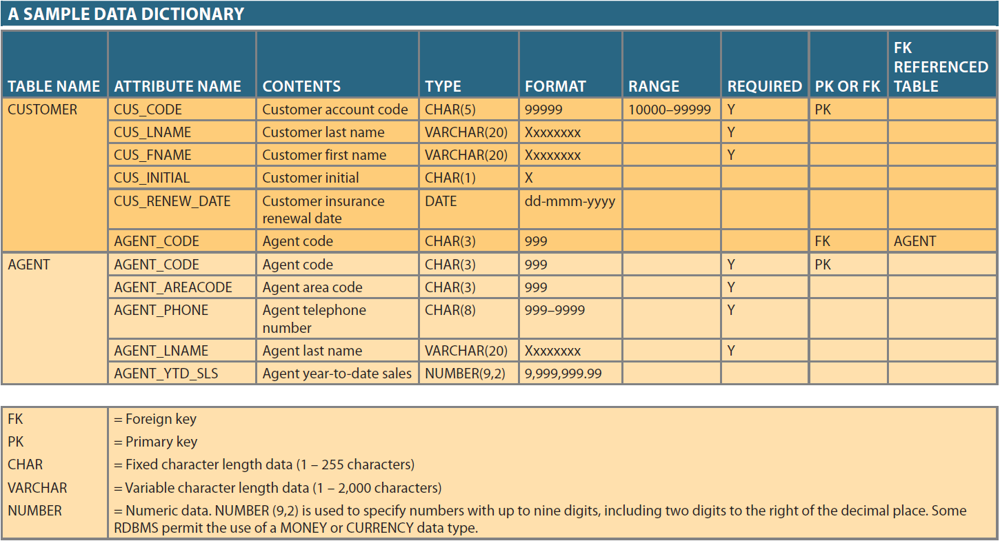 A SAMPLE DATA DICTIONARY
TABLE NAME ATTRIBUTE NAME CONTENTS TYPE FORMAT RANGE REQUIRED PK OR FK FK REFERENCED TABLE
CUSTOMER CUS_CODE Customer account code CHAR(5) 99999 10000–99999 Y PK
CUS_LNAME Customer last name VARCHAR(20) Xxxxxxxx Y
CUS_FNAME Customer first name VARCHAR(20) Xxxxxxxx Y
CUS_INITIAL Customer initial CHAR(1) X
CUS_RENEW_DATE Customer insurance renewal date DATE dd-mmm-yyyy
AGENT_CODE Agent code CHAR(3) 999 FK AGENT
AGENT AGENT_CODE Agent code CHAR(3) 999 Y PK
AGENT_AREACODE Agent area code CHAR(3) 999 Y
AGENT_PHONE Agent telephone number CHAR(8) 999–9999 Y
AGENT_LNAME Agent last name VARCHAR(20) Xxxxxxxx Y
AGENT_YTD_SLS Agent year-to-date sales NUMBER(9,2) 9,999,999.99
FK = Foreign key
PK = Primary key
CHAR = Fixed character length data (1 – 255 characters)
VARCHAR = Variable character length data (1 – 2,000 characters)
NUMBER = Numeric data. NUMBER (9,2) is used to specify numbers with up to nine digits, including two digits to the right of the decimal place. Some
RDBMS permit the use of a MONEY or CURRENCY data type.